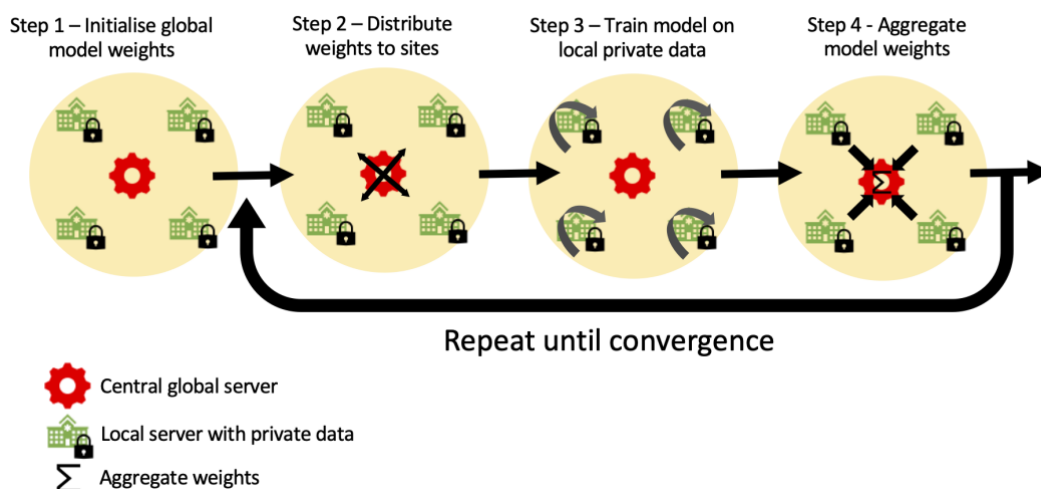 Step 1 – Initialise global
model weights
Step 2 – Distribute
weights to sites
Step 3 – Train model on
local private data
Step 4 - Aggregate
model weights
Σ
Repeat until convergence
Central global server
Local server with private data
Σ Aggregate weights